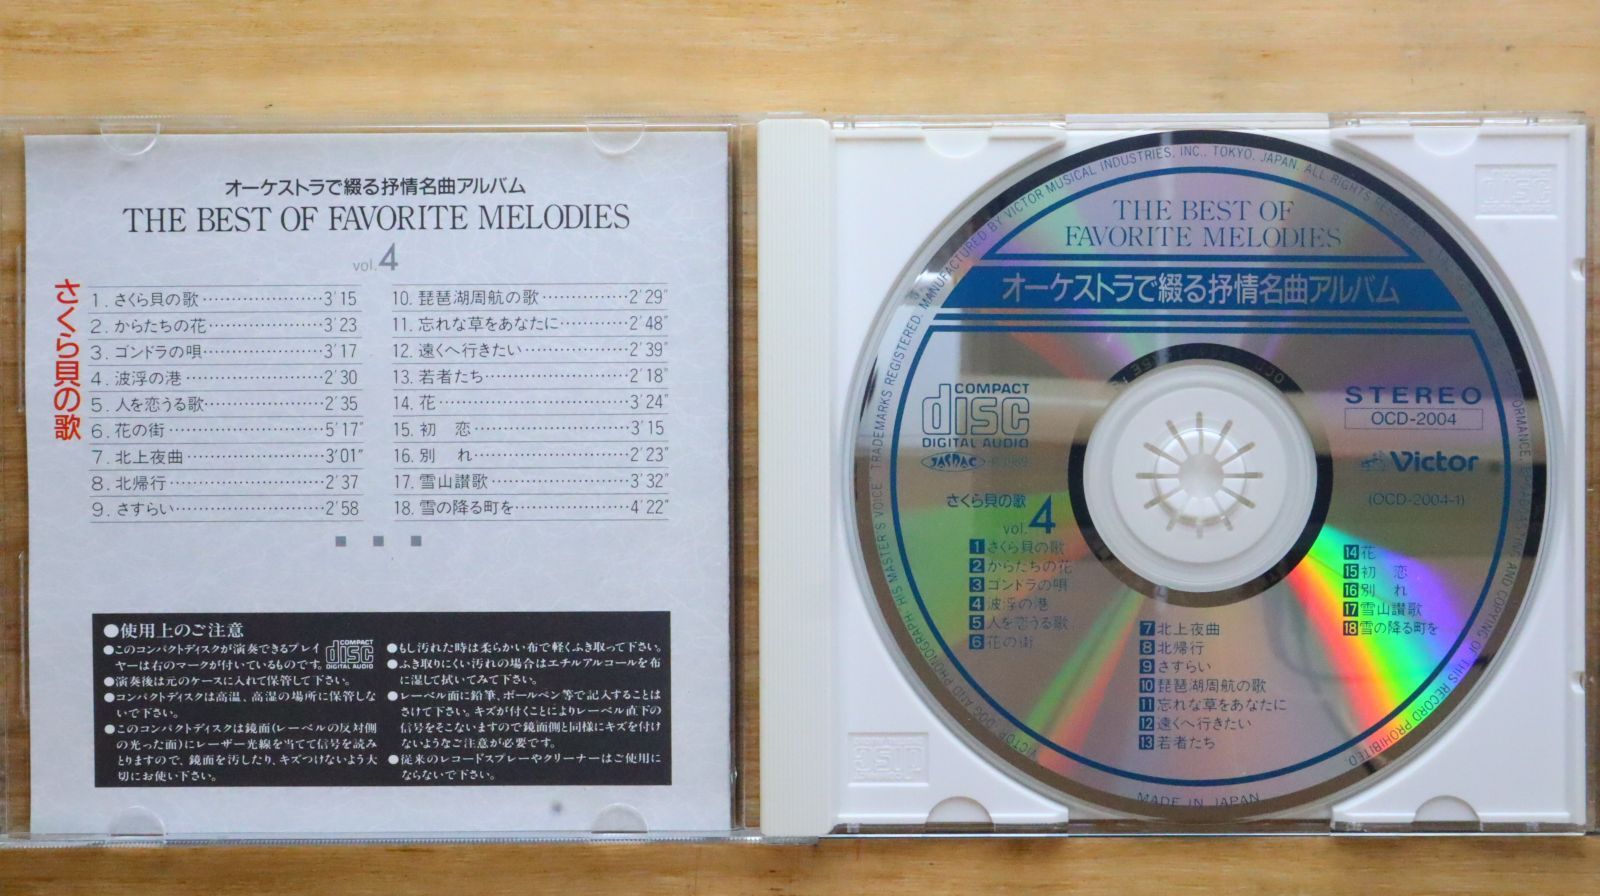 オーケストラで綴る抒情名曲アルバム
THE BEST OF FAVORITE MELODIES
vol.4
さくら貝の歌
1. さくら貝の歌…………………3'15
2. からたちの花…………………3'23
3. ゴンドラの唄…………………3'17
4. 波浮の港…………………2'30
5. 人を恋うる歌…………………2'35
6. 花の街…………………5'17"
7. 北上夜曲…………………3'01"
8. 北帰行…………………2'37
9. さすらい…………………2'58
10. 琵琶湖周航の歌……………2'29"
11. 忘れな草をあなたに…………2'48"
12. 遠くへ行きたい………………2'39"
13. 若者たち…………………2'18"
14. 花…………………3'24"
15. 初 恋…………………3'15
16. 別 れ…………………2'23"
17. 雪山讃歌…………………3'32"
18. 雪の降る町を………………4'22"
●使用上のご注意
●このコンパクトディスクが演奏できるプレイ
ヤーは右のマークが付いているものです。
COMPACT
disc
DIGITAL AUDIO
●演奏後は元のケースに入れて保管して下さい。
●コンパクトディスクは高温、高湿の場所に保管しな
いで下さい。
●このコンパクトディスクは鏡面(レーベルの反対側
の光った面)にレーザー光線を当てて信号を読み
とりますので、鏡面を汚したり、キズつけないよう大
切にお使い下さい。
●もし汚れた時は柔らかい布で軽くふき取って下さい。
●ふき取りにくい汚れの場合はエチルアルコールを布
に湿して拭いてみて下さい。
●レーベル面に鉛筆、ボールペン等で記入することは
さけて下さい。キズが付くことによりレーベル直下の
信号をそこないますので鏡面側と同様にキズを付け
ないようなご注意が必要です。
●従来のレコードスプレーやクリーナーはご使用に
ならないで下さい。
THE BEST OF
FAVORITE MELODIES
オーケストラで綴る抒情名曲アルバム
COMPACT
disc
DIGITAL AUDIO
JASRAC
STEREO
OCD-2004
Victor
(OCD-2004-1)
さくら貝の歌
vol.4
1 さくら貝の歌
2 からたちの花
3 ゴンドラの唄
4 波浮の港
5 人を恋うる歌
6 花の街
7 北上夜曲
8 北帰行
9 さすらい
10 琵琶湖周航の歌
11 忘れな草をあなたに
12 遠くへ行きたい
13 若者たち
14 花
15 初 恋
16 別 れ
17 雪山讃歌
18 雪の降る町を
MANUFACTURED BY VICTOR MUSICAL INDUSTRIES, INC., TOKYO, JAPAN. ALL RIGHTS
AND COPYING OF THIS RECORD PROHIBITED.
"VICTOR", "DOG AND PHONOGRAPH", "HIS MASTER'S VOICE" TRADEMARKS REGISTERED.
MADE IN JAPAN
disc
disc